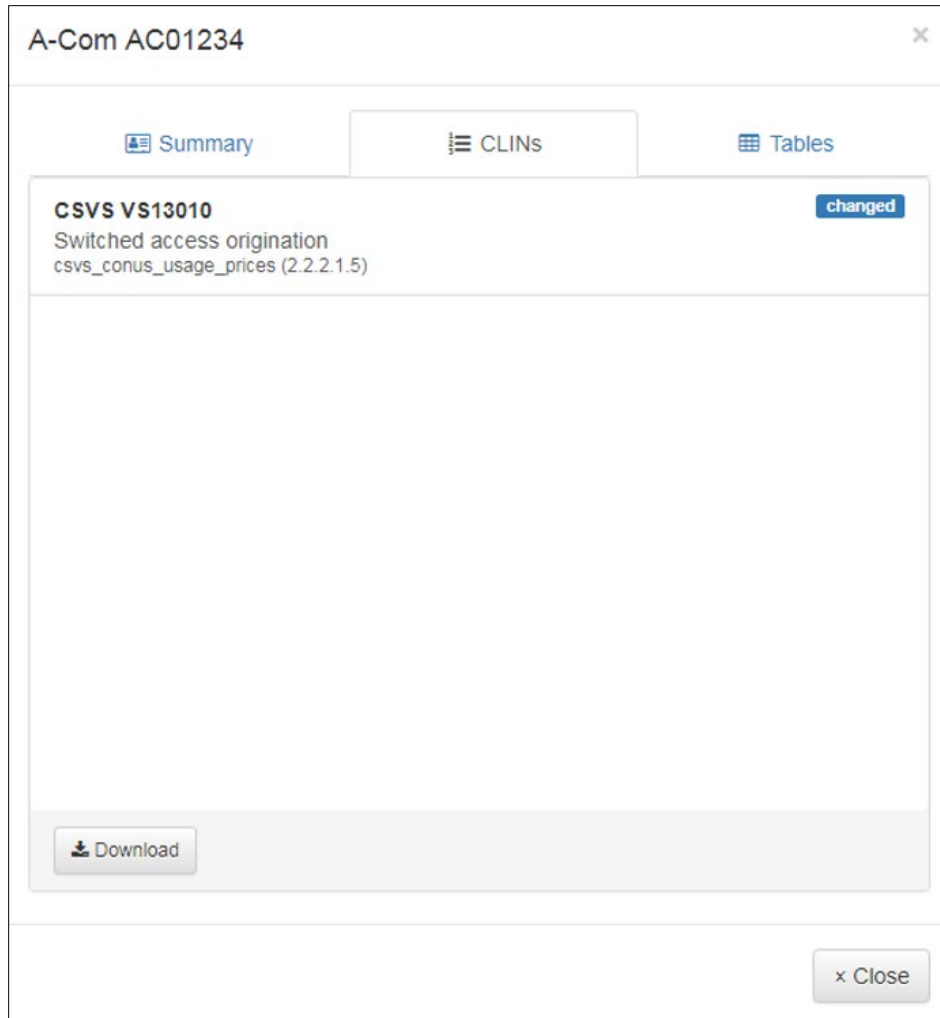 A-Com AC01234
×
Summary
CLINs
Tables
CSVS VS13010
changed
Switched access origination
csvs_conus_usage_prices (2.2.2.1.5)
Download
× Close